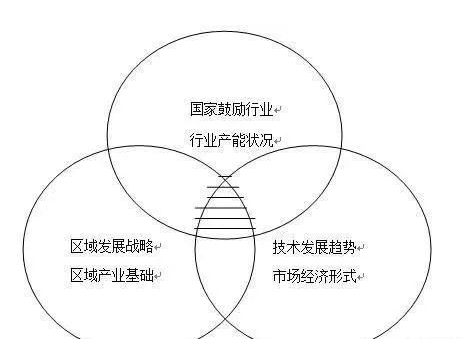 国家鼓励行业
行业产能状况
区域发展战略
区域产业基础
技术发展趋势
市场经济形式